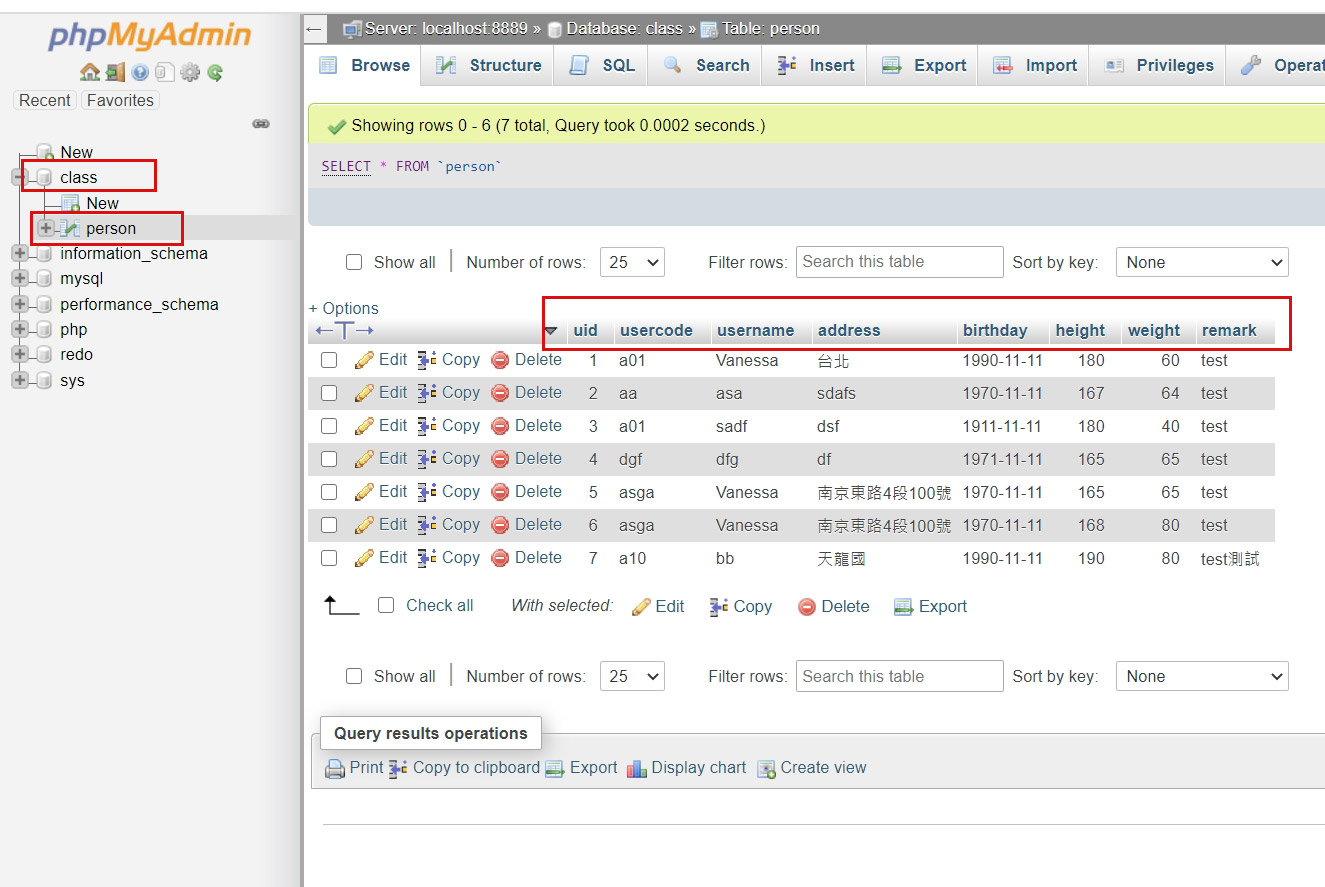 phpMyAdmin
Recent Favorites
New
class
New
person
information_schema
mysql
performance_schema
php
redo
sys
← Server: localhost:8889 » Database: class » Table: person
Browse Structure SQL Search Insert Export Import Privileges Operat
Showing rows 0 - 6 (7 total, Query took 0.0002 seconds.)
SELECT * FROM `person`
Show all Number of rows: 25 Filter rows: Search this table Sort by key: None
+ Options
←T→ uid usercode username address birthday height weight remark
Edit Copy Delete 1 a01 Vanessa 台北 1990-11-11 180 60 test
Edit Copy Delete 2 aa asa sdafs 1970-11-11 167 64 test
Edit Copy Delete 3 a01 sadf dsf 1911-11-11 180 40 test
Edit Copy Delete 4 dgf dfg df 1971-11-11 165 65 test
Edit Copy Delete 5 asga Vanessa 南京東路4段100號 1970-11-11 165 65 test
Edit Copy Delete 6 asga Vanessa 南京東路4段100號 1970-11-11 168 80 test
Edit Copy Delete 7 a10 bb 天龍國 1990-11-11 190 80 test測試
Check all With selected: Edit Copy Delete Export
Show all Number of rows: 25 Filter rows: Search this table Sort by key: None
Query results operations
Print Copy to clipboard Export Display chart Create view